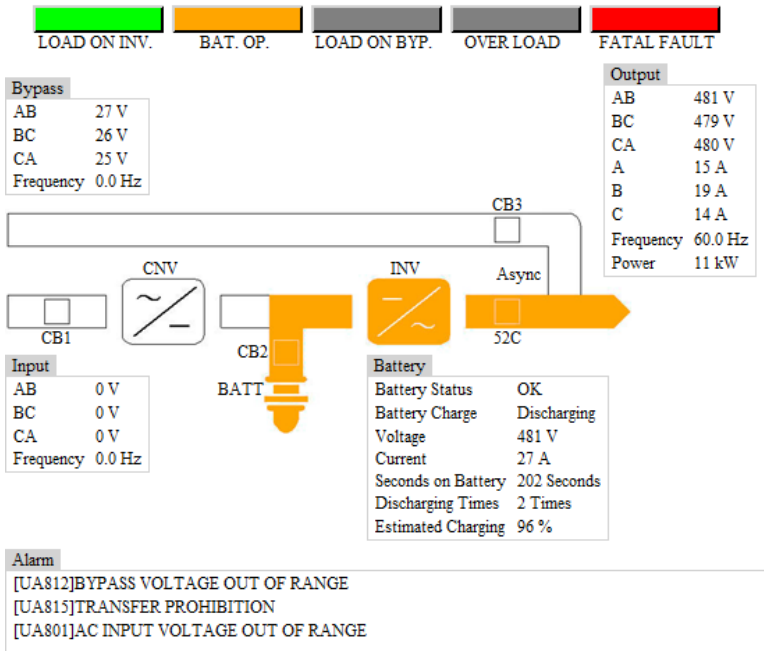 LOAD ON INV. BAT. OP. LOAD ON BYP. OVER LOAD FATAL FAULT
Bypass
AB 27 V
BC 26 V
CA 25 V
Frequency 0.0 Hz
Output
AB 481 V
BC 479 V
CA 480 V
A 15 A
B 19 A
C 14 A
Frequency 60.0 Hz
Power 11 kW
CB3
CNV
INV
Async
CB1
CB2
52C
BATT
Input
AB 0 V
BC 0 V
CA 0 V
Frequency 0.0 Hz
Battery
Battery Status OK
Battery Charge Discharging
Voltage 481 V
Current 27 A
Seconds on Battery 202 Seconds
Discharging Times 2 Times
Estimated Charging 96 %
Alarm
[UA812]BYPASS VOLTAGE OUT OF RANGE
[UA815]TRANSFER PROHIBITION
[UA801]AC INPUT VOLTAGE OUT OF RANGE